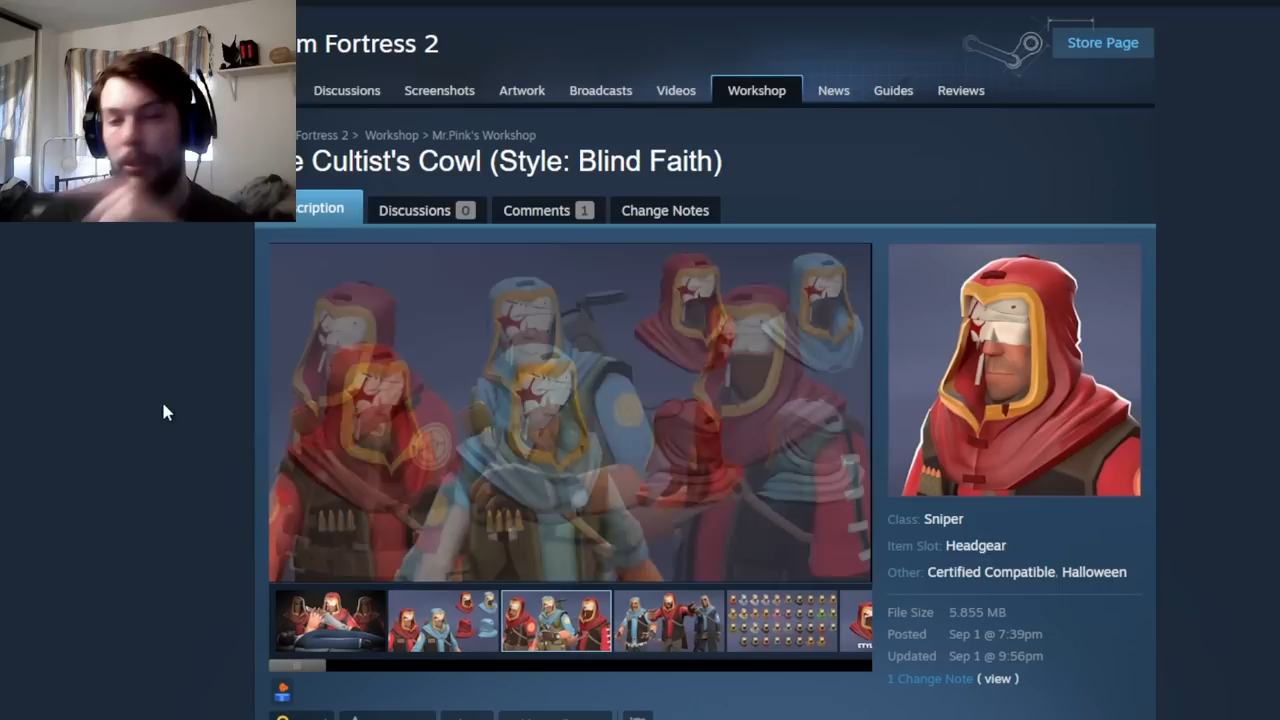 m Fortress 2
Store Page
Discussions Screenshots Artwork Broadcasts Videos Workshop News Guides Reviews
Fortress 2 > Workshop > Mr.Pink's Workshop
e Cultist's Cowl (Style: Blind Faith)
cription Discussions 0 Comments 1 Change Notes
Class: Sniper
Item Slot: Headgear
Other: Certified Compatible, Halloween
File Size 5.855 MB
Posted Sep 1 @ 7:39pm
Updated Sep 1 @ 9:56pm
1 Change Note ( view )